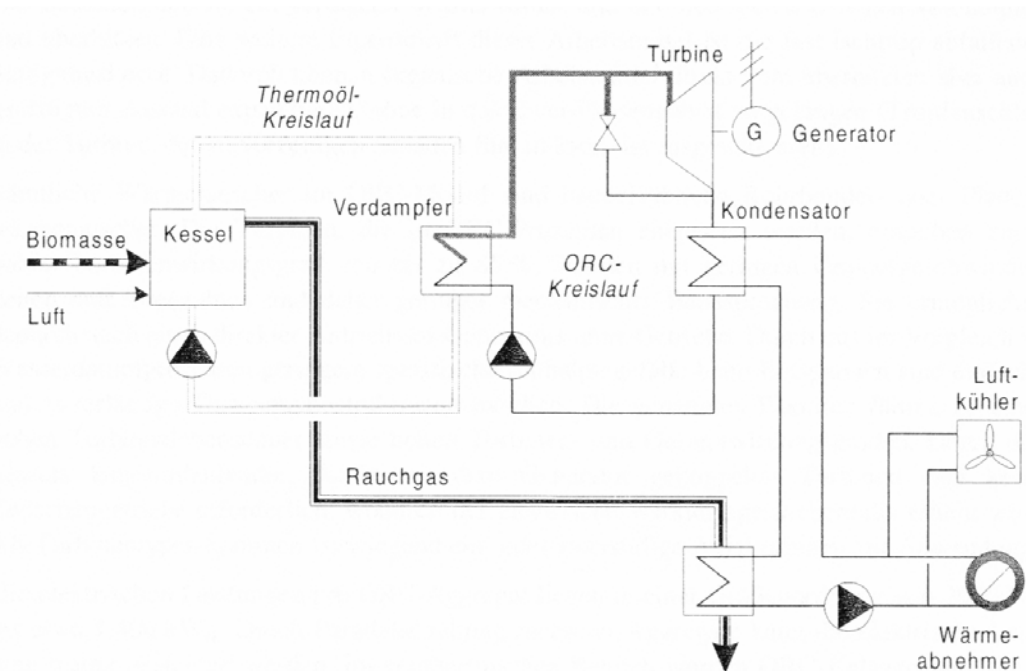 Turbine
Thermoöl-
Kreislauf
G
Generator
Verdampfer
Kondensator
Biomasse
Kessel
ORC-
Kreislauf
Luft
Luft-
kühler
Rauchgas
Wärme-
abnehmer